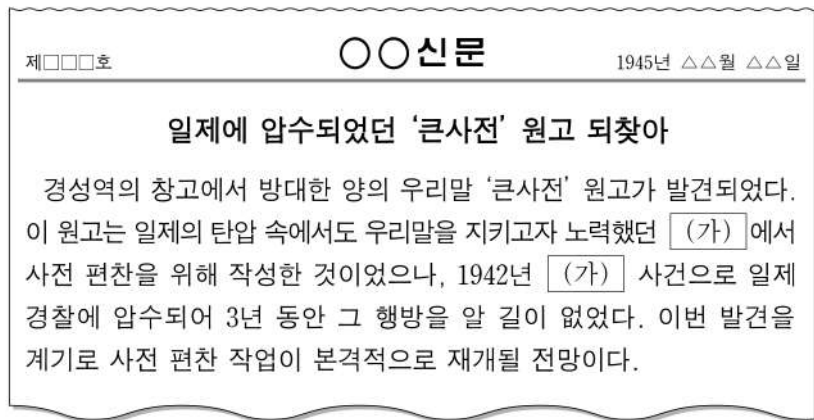 제□□□호 ○○신문 1945년 △△월 △△일
일제에 압수되었던 ‘큰사전’ 원고 되찾아
경성역의 창고에서 방대한 양의 우리말 ‘큰사전’ 원고가 발견되었다.
이 원고는 일제의 탄압 속에서도 우리말을 지키고자 노력했던 (가) 에서
사전 편찬을 위해 작성한 것이었으나, 1942년 (가) 사건으로 일제
경찰에 압수되어 3년 동안 그 행방을 알 길이 없었다. 이번 발견을
계기로 사전 편찬 작업이 본격적으로 재개될 전망이다.